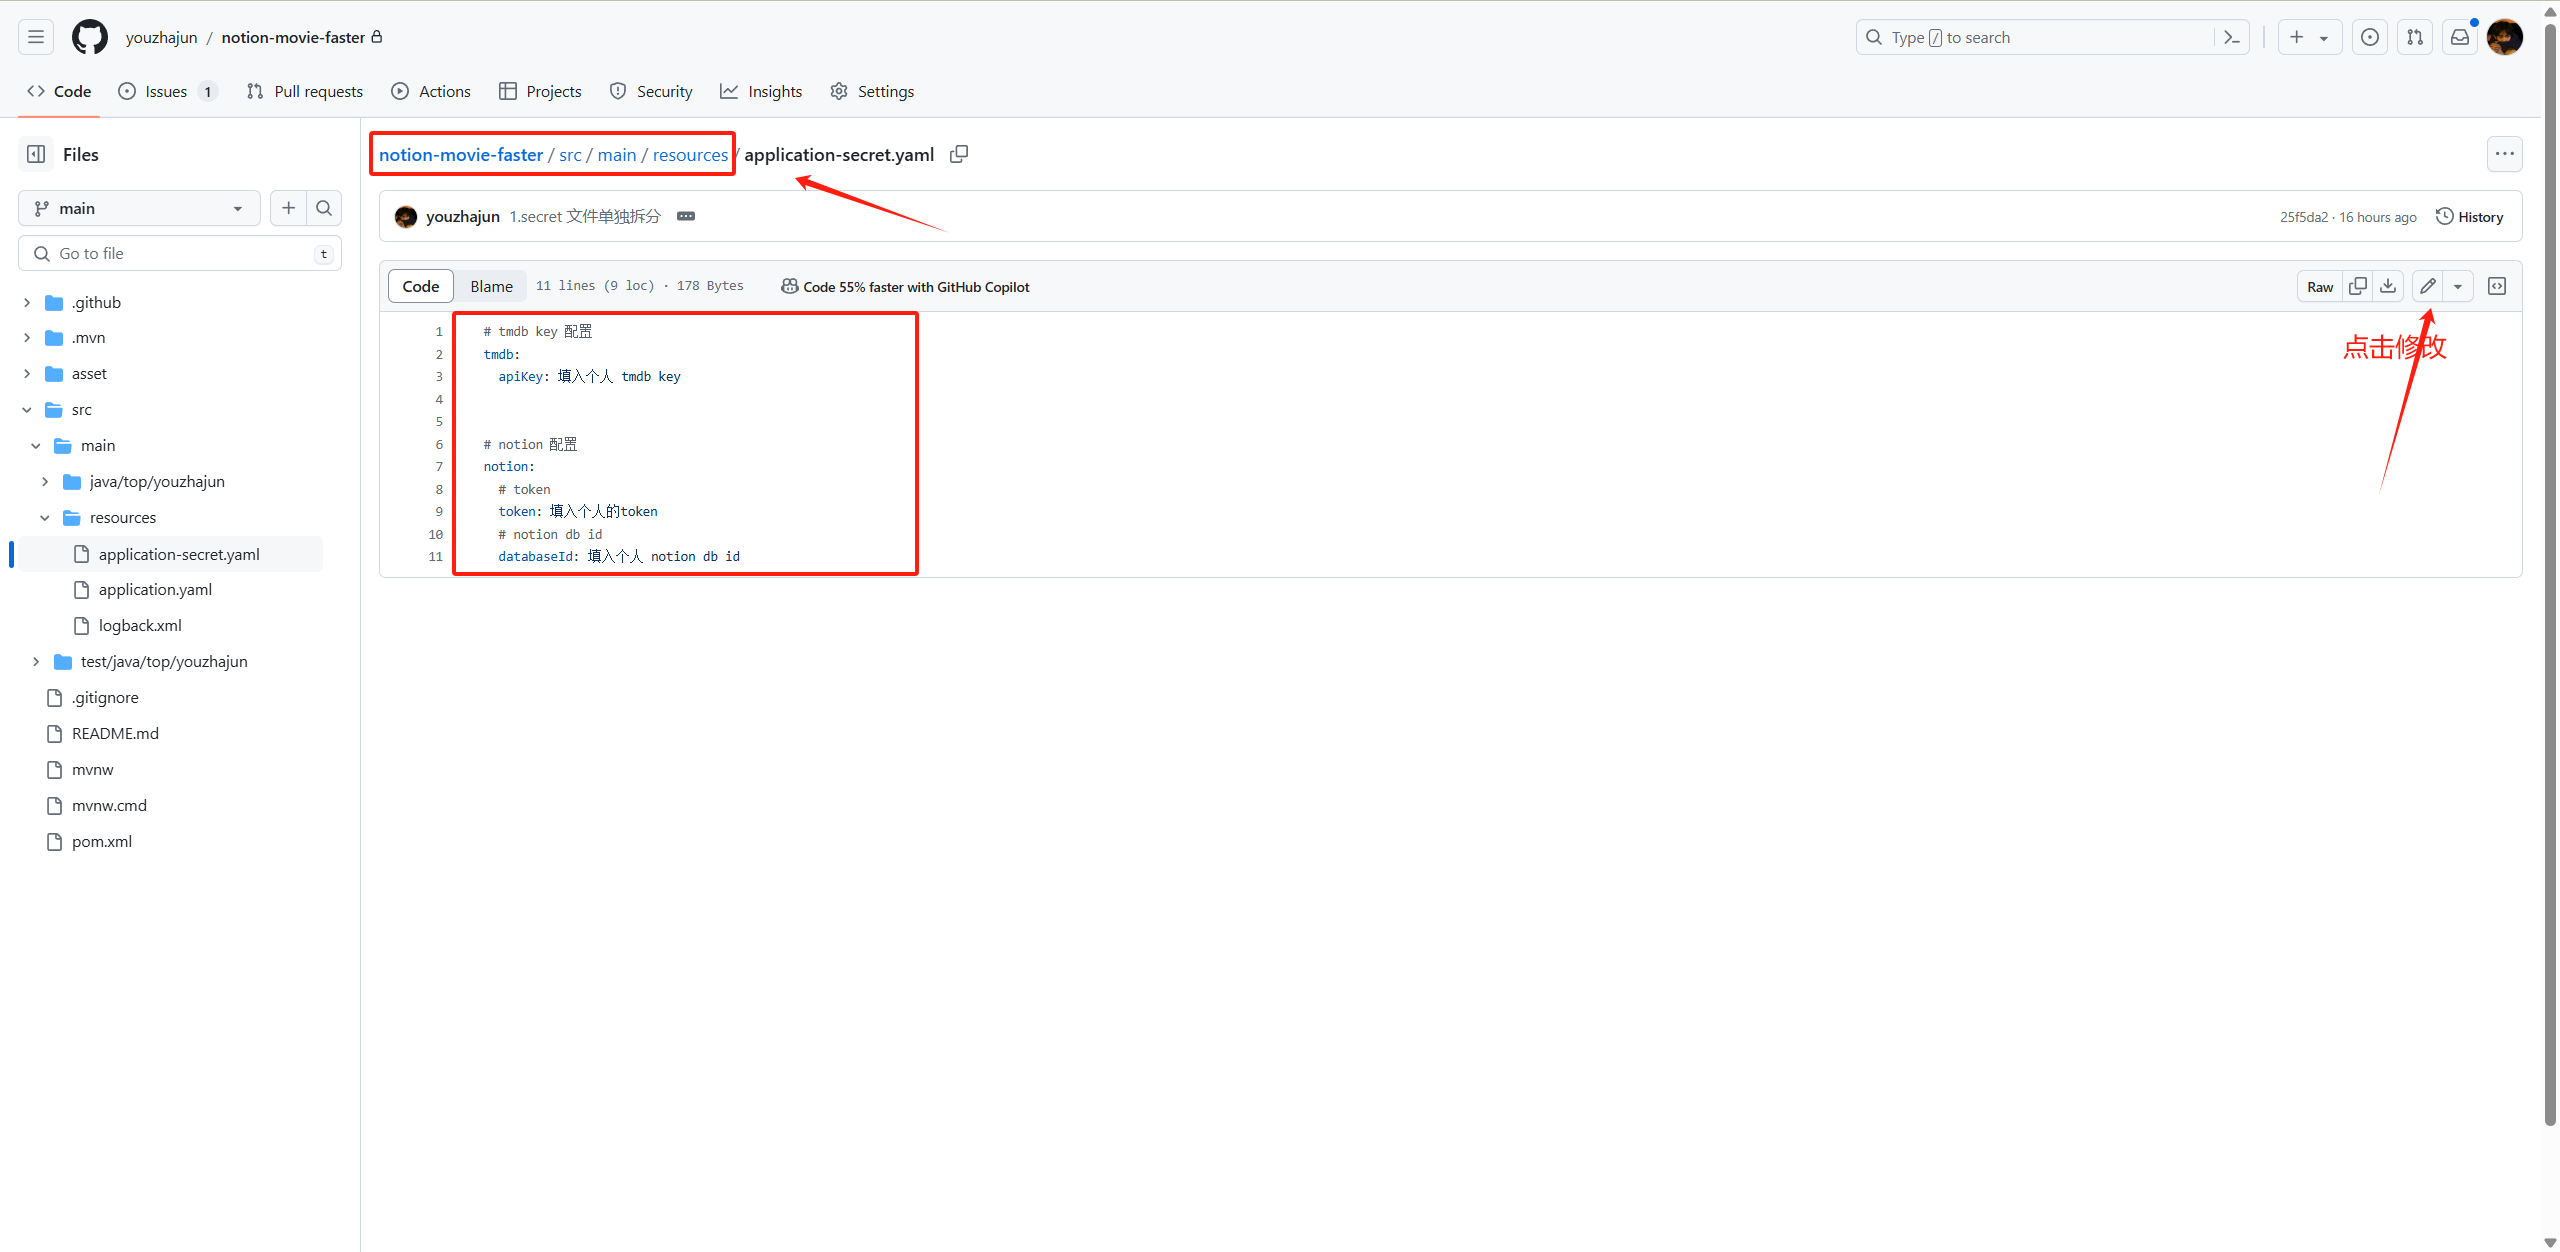 youzhajun / notion-movie-faster
Type / to search
Code
Issues 1
Pull requests
Actions
Projects
Security
Insights
Settings
Files
main
Go to file
t
.github
.mvn
asset
src
main
java/top/youzhajun
resources
application-secret.yaml
application.yaml
logback.xml
test/java/top/youzhajun
.gitignore
README.md
mvnw
mvnw.cmd
pom.xml
notion-movie-faster / src / main / resources / application-secret.yaml
youzhajun 1.secret 文件单独拆分
25f5da2 · 16 hours ago
History
Code Blame 11 lines (9 loc) · 178 Bytes
Code 55% faster with GitHub Copilot
Raw
点击修改
1 # tmdb key 配置
2 tmdb:
3 apiKey: 填入个人 tmdb key
4
5
6 # notion 配置
7 notion:
8 # token
9 token: 填入个人的token
10 # notion db id
11 databaseId: 填入个人 notion db id